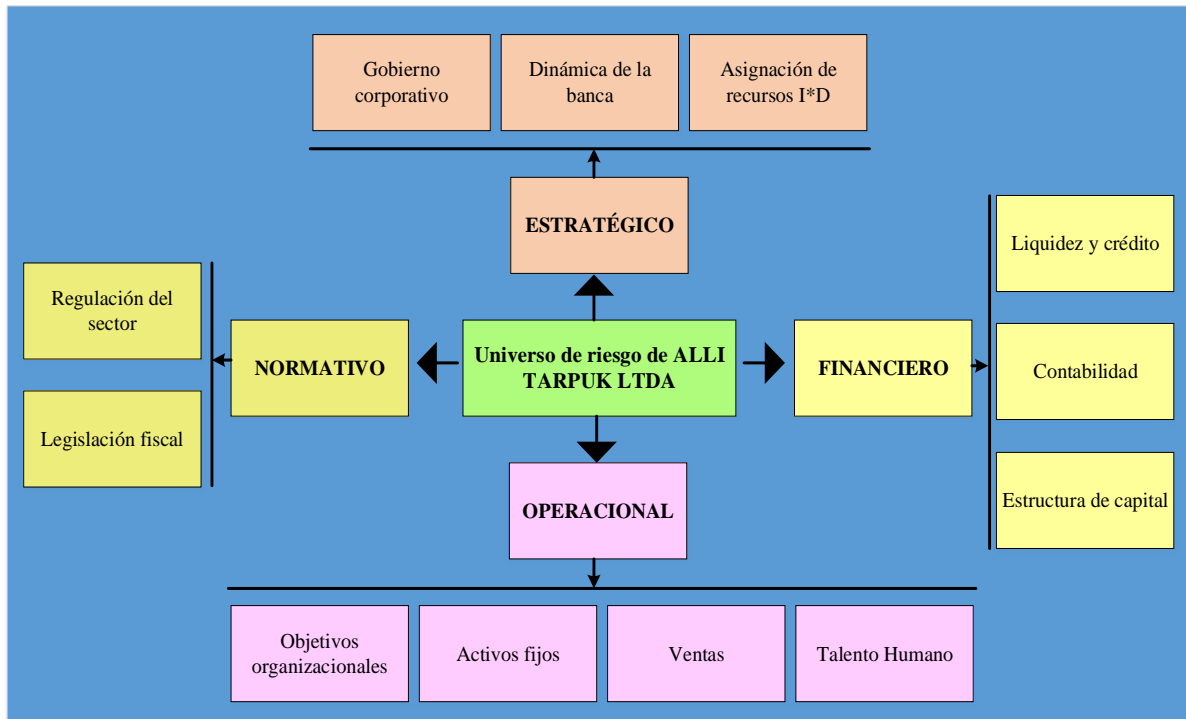 Gobierno
corporativo
Dinámica de la
banca
Asignación de
recursos I*D
ESTRATÉGICO
Liquidez y crédito
Regulación del
sector
NORMATIVO
Universo de riesgo de ALLI
TARPUK LTDA
FINANCIERO
Contabilidad
Legislación fiscal
Estructura de capital
OPERACIONAL
Objetivos
organizacionales
Activos fijos
Ventas
Talento Humano